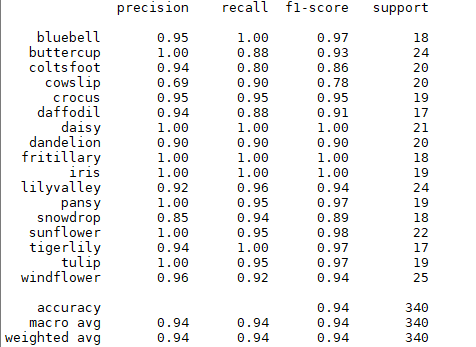 precision recall f1-score support
bluebell 0.95 1.00 0.97 18
buttercup 1.00 0.88 0.93 24
coltsfoot 0.94 0.80 0.86 20
cowslip 0.69 0.90 0.78 20
crocus 0.95 0.95 0.95 19
daffodil 0.94 0.88 0.91 17
daisy 1.00 1.00 1.00 21
dandelion 0.90 0.90 0.90 20
fritillary 1.00 1.00 1.00 18
iris 1.00 1.00 1.00 19
lilyvalley 0.92 0.96 0.94 24
pansy 1.00 0.95 0.97 19
snowdrop 0.85 0.94 0.89 18
sunflower 1.00 0.95 0.98 22
tigerlily 0.94 1.00 0.97 17
tulip 1.00 0.95 0.97 19
windflower 0.96 0.92 0.94 25
accuracy 0.94 340
macro avg 0.94 0.94 0.94 340
weighted avg 0.94 0.94 0.94 340